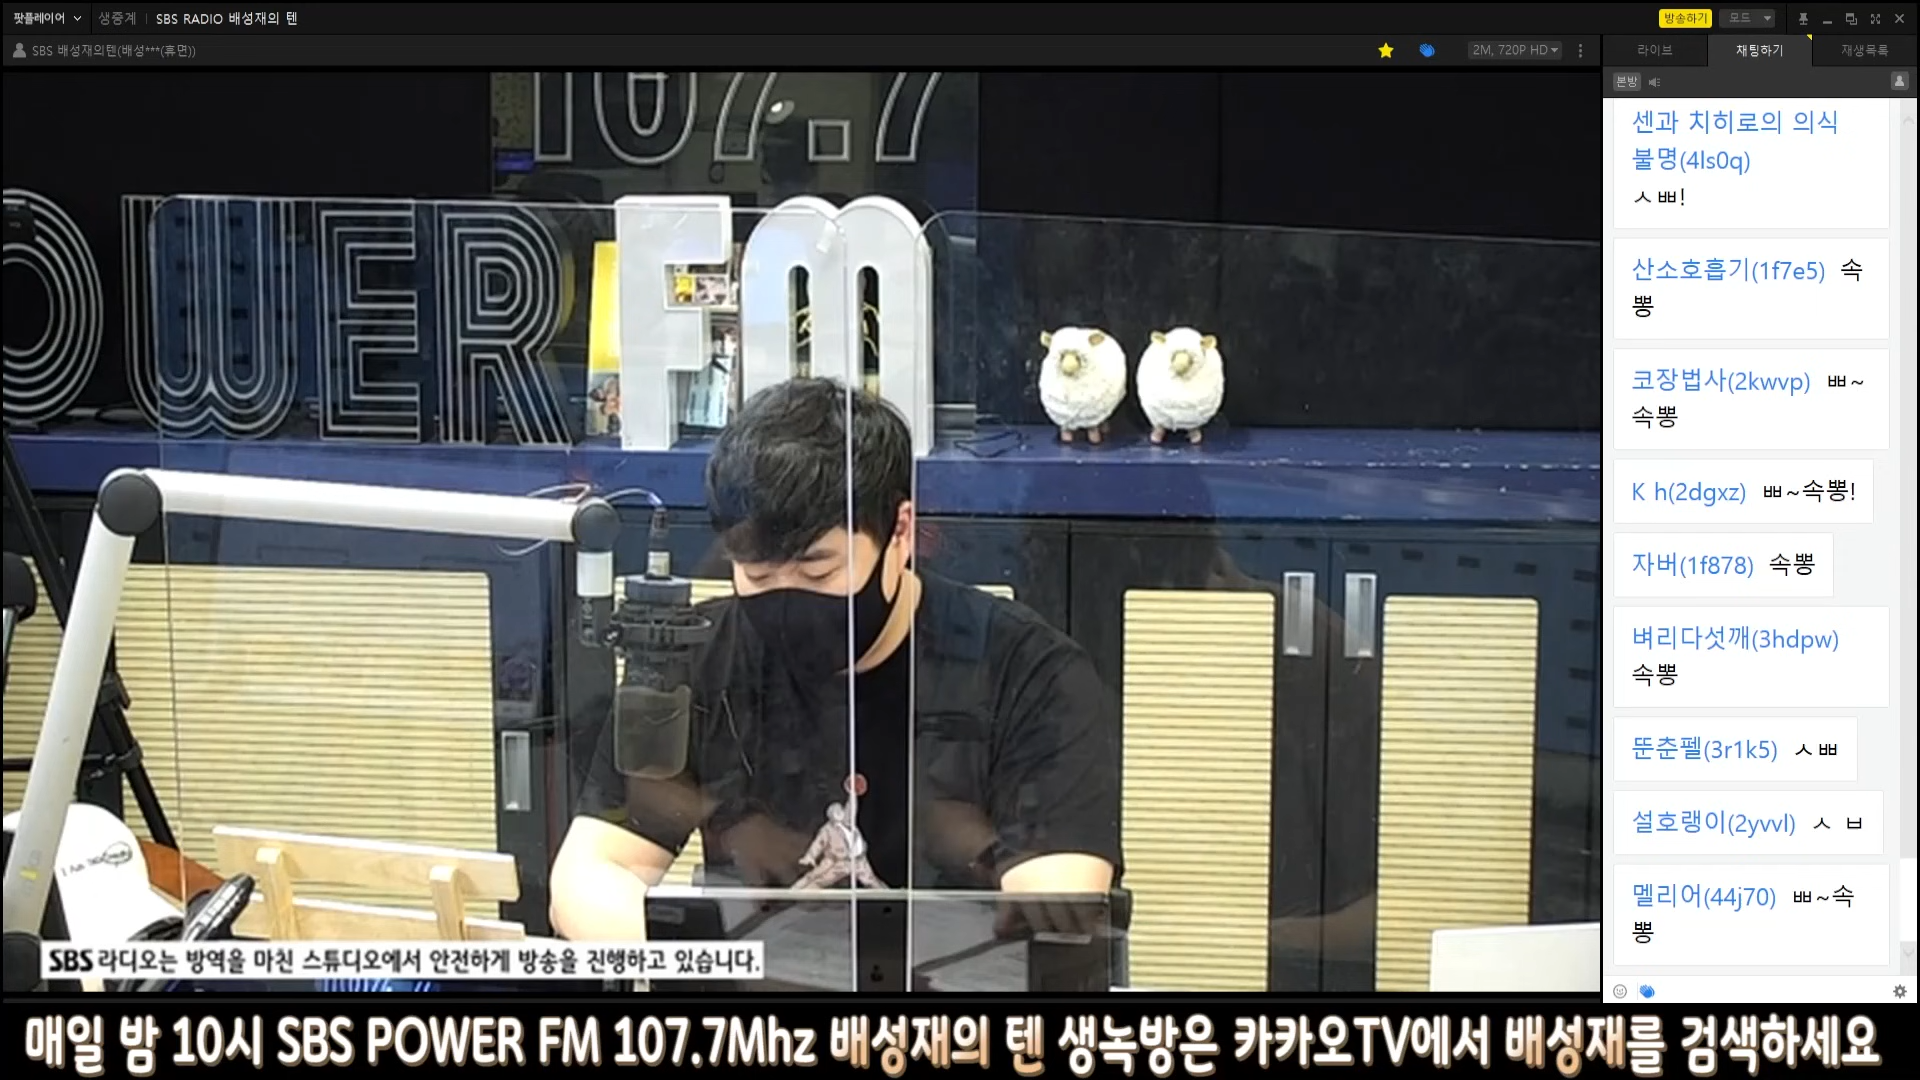 팟플레이어
생중계 | SBS RADIO 배성재의 텐
방송하기
모드
SBS 배성재의텐(배성***(휴면))
2M, 720P HD
라이브
채팅하기
재생목록
본방
107.7
OWER FM
센과 치히로의 의식
불명(4ls0q)
ㅅㅃ!
산소호흡기(1f7e5) 속
뽕
코장법사(2kwvp) ㅃ~
속뽕
K h(2dgxz) ㅃ~속뽕!
자버(1f878) 속뽕
벼리다섯깨(3hdpw)
속뽕
뚠춘펠(3r1k5) ㅅㅃ
설호랭이(2yvvl) ㅅ ㅂ
멜리어(44j70) ㅃ~속
뽕
SBS 라디오는 방역을 마친 스튜디오에서 안전하게 방송을 진행하고 있습니다.
매일 밤 10시 SBS POWER FM 107.7Mhz 배성재의 텐 생녹방은 카카오TV에서 배성재를 검색하세요